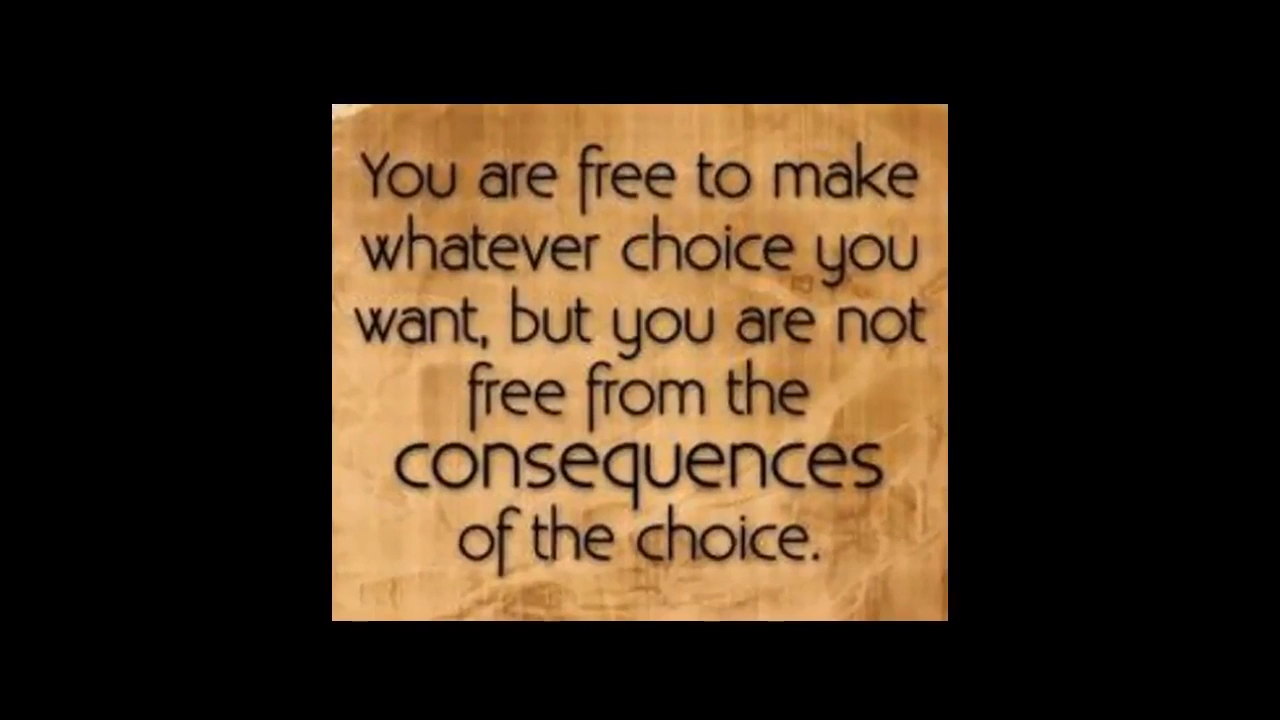 You are free to make
whatever choice you
want, but you are not
free from the
consequences
of the choice.